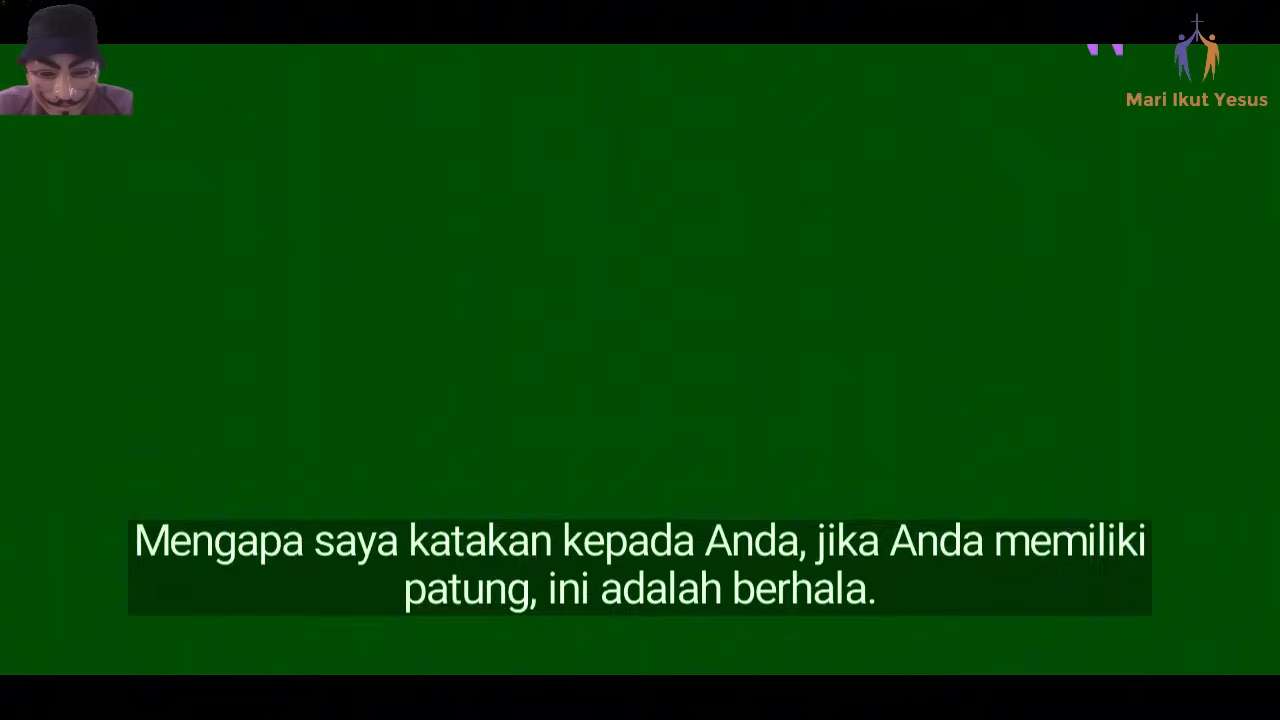 Mari Ikut Yesus
Mengapa saya katakan kepada Anda, jika Anda memiliki
patung, ini adalah berhala.